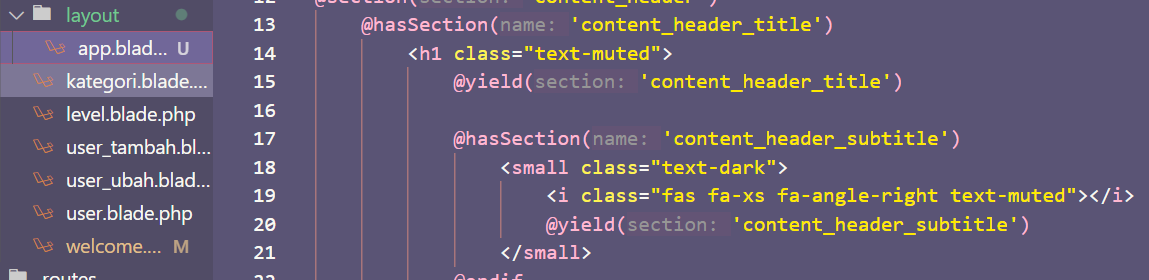 layout
app.blad... U
kategori.blade....
level.blade.php
user_tambah.bl...
user_ubah.blad...
user.blade.php
welcome.... M
routes
12 @section('content_header')
13 @hasSection(name: 'content_header_title')
14 <h1 class="text-muted">
15 @yield(section: 'content_header_title')
16
17 @hasSection(name: 'content_header_subtitle')
18 <small class="text-dark">
19 <i class="fas fa-xs fa-angle-right text-muted"></i>
20 @yield(section: 'content_header_subtitle')
21 </small>
22 @endif